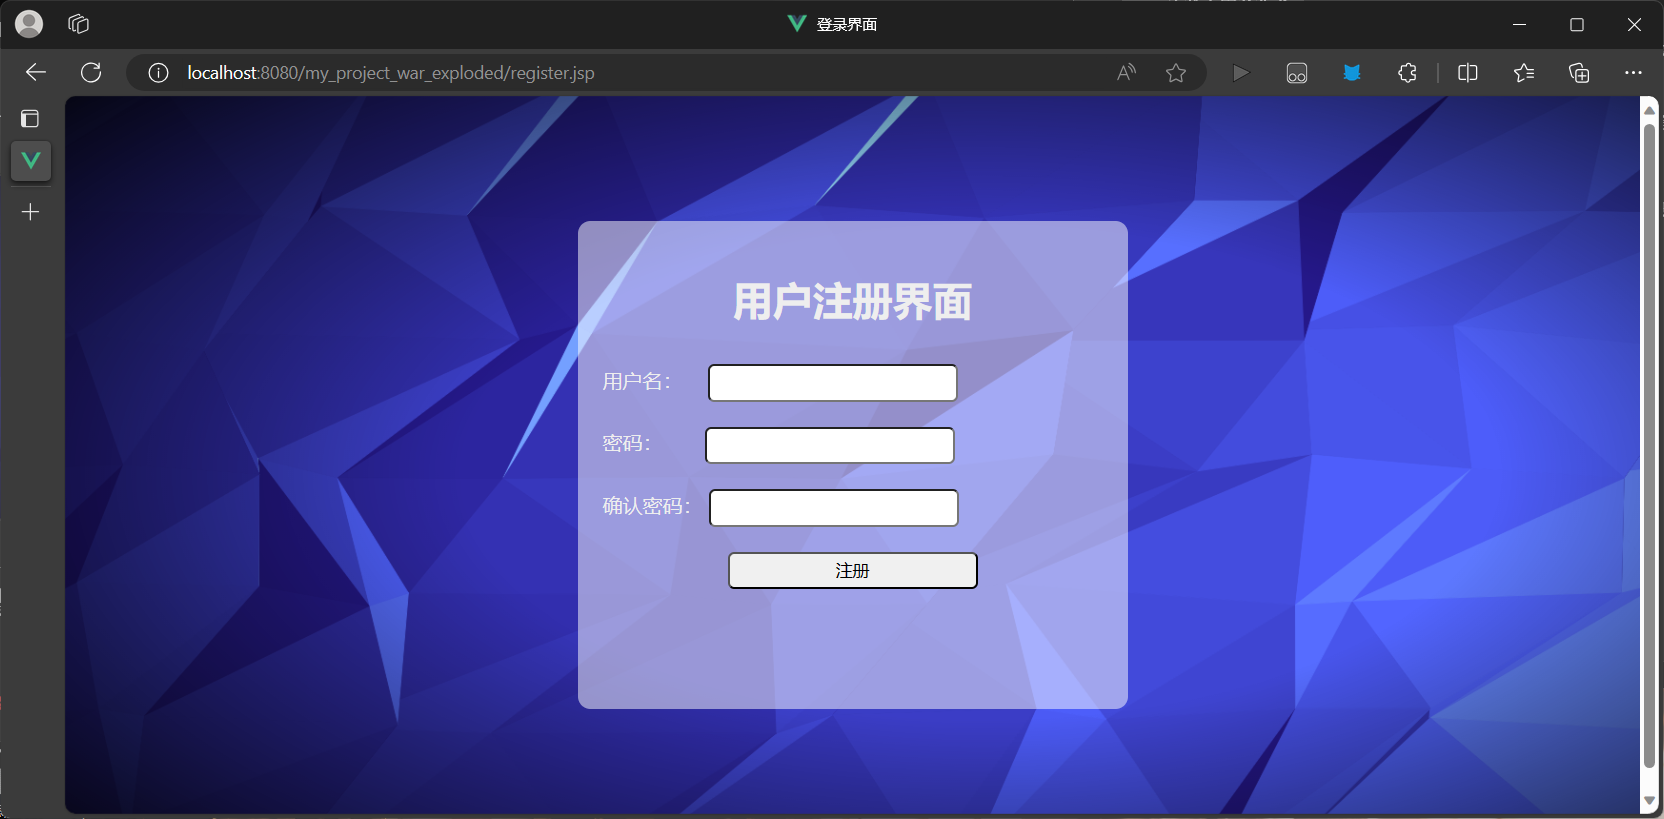 登录界面
localhost:8080/my_project_war_exploded/register.jsp
用户注册界面
用户名：
密码：
确认密码：
注册